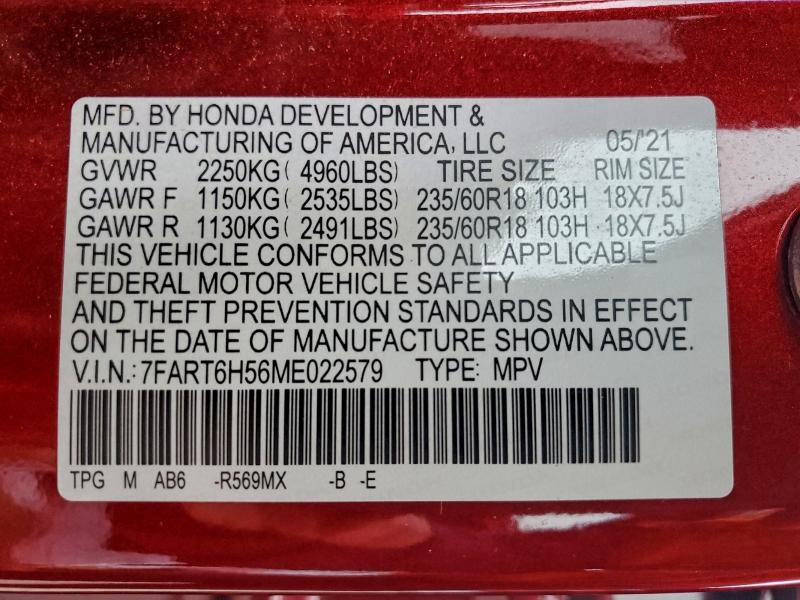 MFD. BY HONDA DEVELOPMENT &
MANUFACTURING OF AMERICA, LLC 05/'21
GVWR 2250KG( 4960LBS) TIRE SIZE RIM SIZE
GAWR F 1150KG( 2535LBS) 235/60R18 103H 18X7.5J
GAWR R 1130KG( 2491LBS) 235/60R18 103H 18X7.5J
THIS VEHICLE CONFORMS TO ALL APPLICABLE
FEDERAL MOTOR VEHICLE SAFETY
AND THEFT PREVENTION STANDARDS IN EFFECT
ON THE DATE OF MANUFACTURE SHOWN ABOVE.
V.I.N.:7FART6H56ME022579 TYPE: MPV
TPG M AB6 -R569MX -B -E